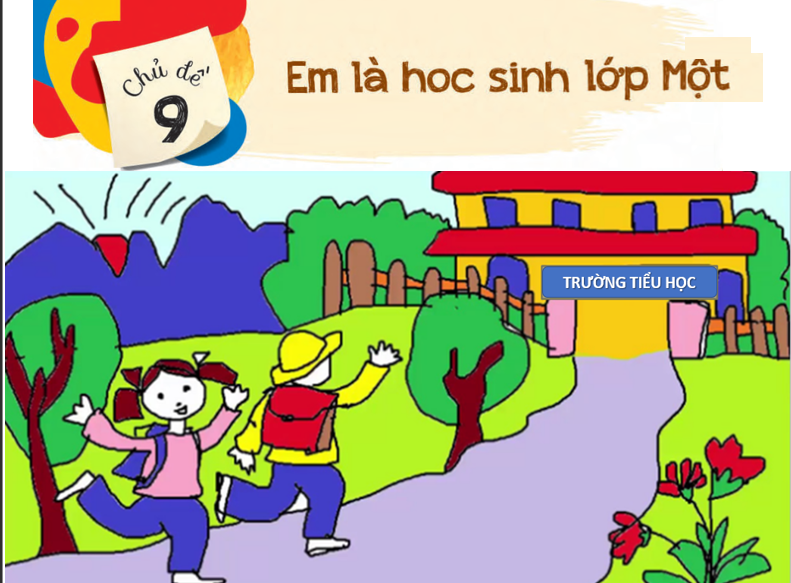 Chủ đề
9
Em là hoc sinh lớp Một
TRƯỜNG TIỂU HỌC